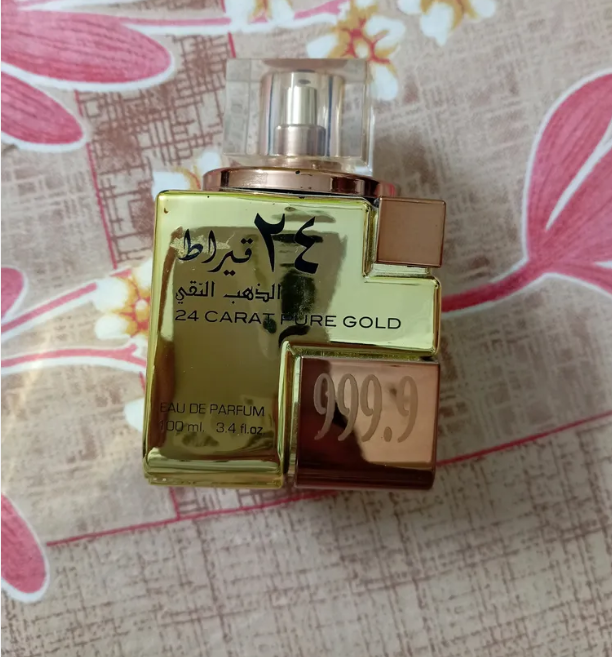 ٢٤ قيراط
الذهب النقي
24 CARAT PURE GOLD
EAU DE PARFUM
100 ml. 3.4 fl.oz
999.9